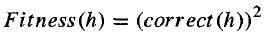 Fitness(h) = (correct(h))²